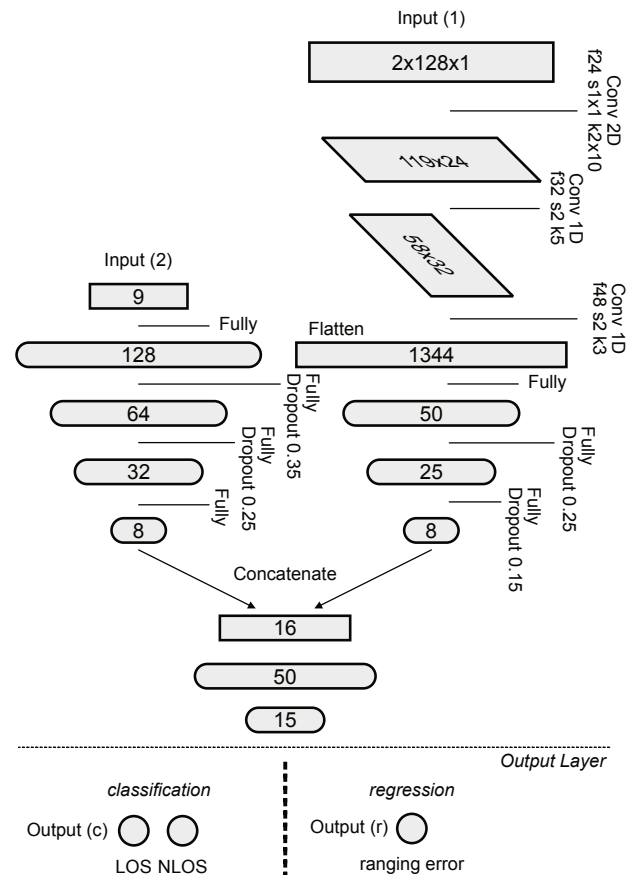 Input (1)
2x128x1
Conv 2D
f24 s1x1 k2x10
119x24
Conv 1D
f32 s2 k5
58x32
Conv 1D
f48 s2 k3
Input (2)
9
Fully
128
Fully
Dropout 0.35
64
Fully
Dropout 0.25
32
Fully
8
Flatten
1344
Fully
50
Fully
Dropout 0.25
25
Fully
Dropout 0.15
8
Concatenate
16
50
15
Output Layer
classification
Output (c)
LOS NLOS
regression
Output (r)
ranging error